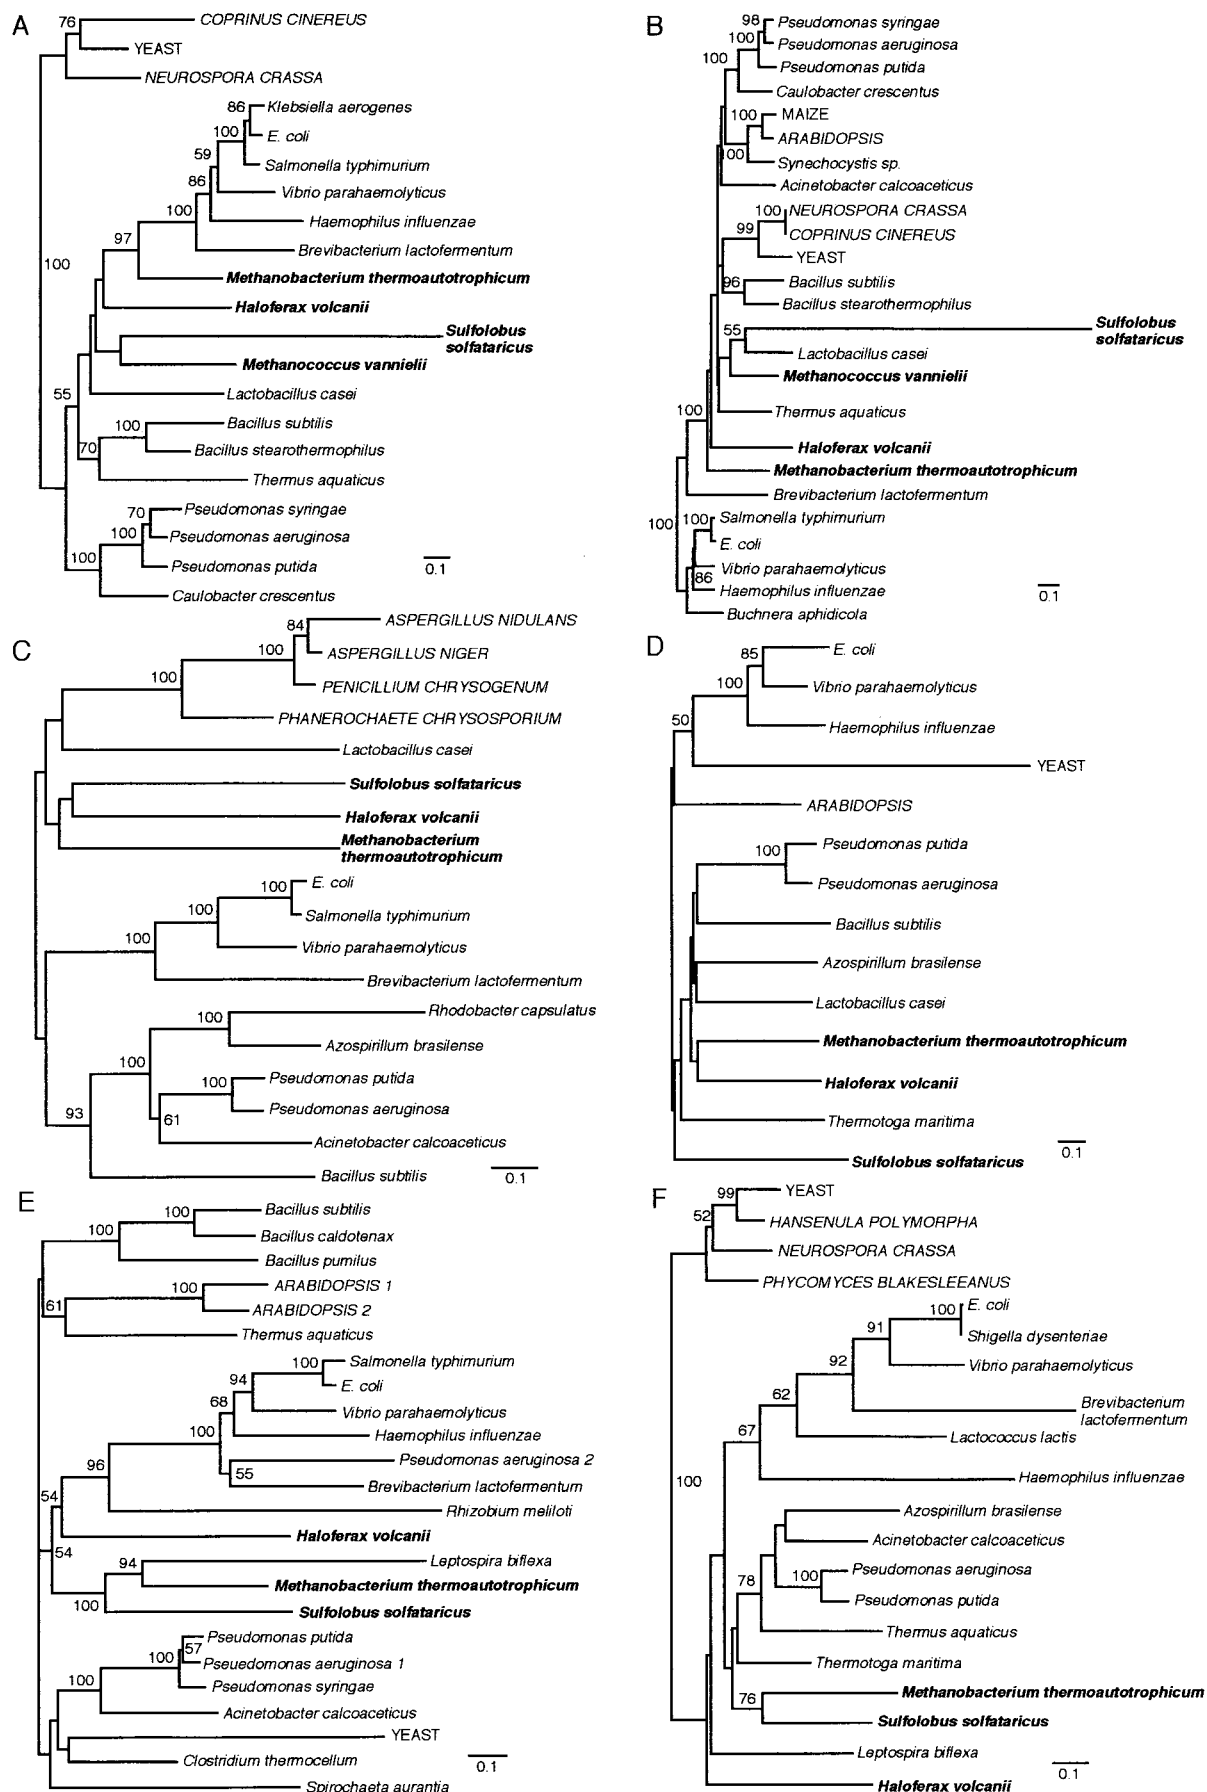 A
76
COPRINUS CINEREUS
YEAST
NEUROSPORA CRASSA
86
Klebsiella aerogenes
100
E. coli
59
Salmonella typhimurium
86
Vibrio parahaemolyticus
100
Haemophilus influenzae
97
Brevibacterium lactofermentum
100
Methanobacterium thermoautotrophicum
Haloferax volcanii
Sulfolobus
solfataricus
Methanococcus vannielii
55
Lactobacillus casei
100
Bacillus subtilis
70
Bacillus stearothermophilus
Thermus aquaticus
70
Pseudomonas syringae
100
Pseudomonas aeruginosa
100
Pseudomonas putida
Caulobacter crescentus
0.1
B
98
Pseudomonas syringae
100
Pseudomonas aeruginosa
100
Pseudomonas putida
Caulobacter crescentus
100
MAIZE
ARABIDOPSIS
100
Synechocystis sp.
Acinetobacter calcoaceticus
100
NEUROSPORA CRASSA
99
COPRINUS CINEREUS
YEAST
96
Bacillus subtilis
Bacillus stearothermophilus
55
Sulfolobus
solfataricus
Lactobacillus casei
Methanococcus vannielii
100
Thermus aquaticus
Haloferax volcanii
Methanobacterium thermoautotrophicum
Brevibacterium lactofermentum
100
100
Salmonella typhimurium
E. coli
Vibrio parahaemolyticus
86
Haemophilus influenzae
Buchnera aphidicola
0.1
C
84
ASPERGILLUS NIDULANS
100
ASPERGILLUS NIGER
100
PENICILLIUM CHRYSOGENUM
PHANEROCHAETE CHRYSOSPORIUM
Lactobacillus casei
Sulfolobus solfataricus
Haloferax volcanii
Methanobacterium
thermoautotrophicum
100
E. coli
100
Salmonella typhimurium
100
Vibrio parahaemolyticus
Brevibacterium lactofermentum
100
Rhodobacter capsulatus
Azospirillum brasilense
100
100
Pseudomonas putida
93
61
Pseudomonas aeruginosa
Acinetobacter calcoaceticus
Bacillus subtilis
0.1
D
85
E. coli
100
Vibrio parahaemolyticus
50
Haemophilus influenzae
YEAST
ARABIDOPSIS
100
Pseudomonas putida
Pseudomonas aeruginosa
Bacillus subtilis
Azospirillum brasilense
Lactobacillus casei
Methanobacterium thermoautotrophicum
Haloferax volcanii
Thermotoga maritima
Sulfolobus solfataricus
0.1
E
100
Bacillus subtilis
100
Bacillus caldotenax
Bacillus pumilus
100
ARABIDOPSIS 1
61
ARABIDOPSIS 2
Thermus aquaticus
100
Salmonella typhimurium
94
E. coli
68
Vibrio parahaemolyticus
100
Haemophilus influenzae
96
Pseudomonas aeruginosa 2
55
Brevibacterium lactofermentum
54
Rhizobium meliloti
Haloferax volcanii
54
94
Leptospira biflexa
Methanobacterium thermoautotrophicum
100
Sulfolobus solfataricus
Pseudomonas putida
100
57
Pseuedomonas aeruginosa 1
100
Pseudomonas syringae
Acinetobacter calcoaceticus
YEAST
Clostridium thermocellum
Spirochaeta aurantia
0.1
F
99
YEAST
52
HANSENULA POLYMORPHA
NEUROSPORA CRASSA
PHYCOMYCES BLAKESLEEANUS
100
E. coli
91
Shigella dysenteriae
92
Vibrio parahaemolyticus
62
Brevibacterium
lactofermentum
67
Lactococcus lactis
100
Haemophilus influenzae
Azospirillum brasilense
Acinetobacter calcoaceticus
78
100
Pseudomonas aeruginosa
Pseudomonas putida
Thermus aquaticus
Thermotoga maritima
76
Methanobacterium thermoautotrophicum
Sulfolobus solfataricus
Leptospira biflexa
Haloferax volcanii
0.1